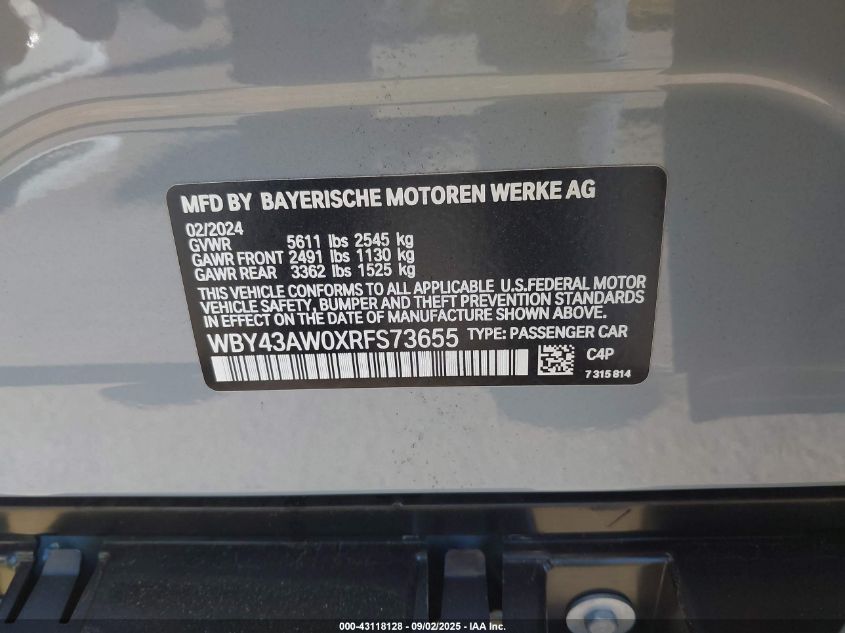 MFD BY BAYERISCHE MOTOREN WERKE AG
02/2024
GVWR 5611 lbs 2545 kg
GAWR FRONT 2491 lbs 1130 kg
GAWR REAR 3362 lbs 1525 kg
THIS VEHICLE CONFORMS TO ALL APPLICABLE U.S.FEDERAL MOTOR
VEHICLE SAFETY, BUMPER AND THEFT PREVENTION STANDARDS
IN EFFECT ON THE DATE OF MANUFACTURE SHOWN ABOVE.
WBY43AW0XRFS73655 TYPE: PASSENGER CAR
C4P
7315814
000-43118128 - 09/02/2025 - IAA Inc.